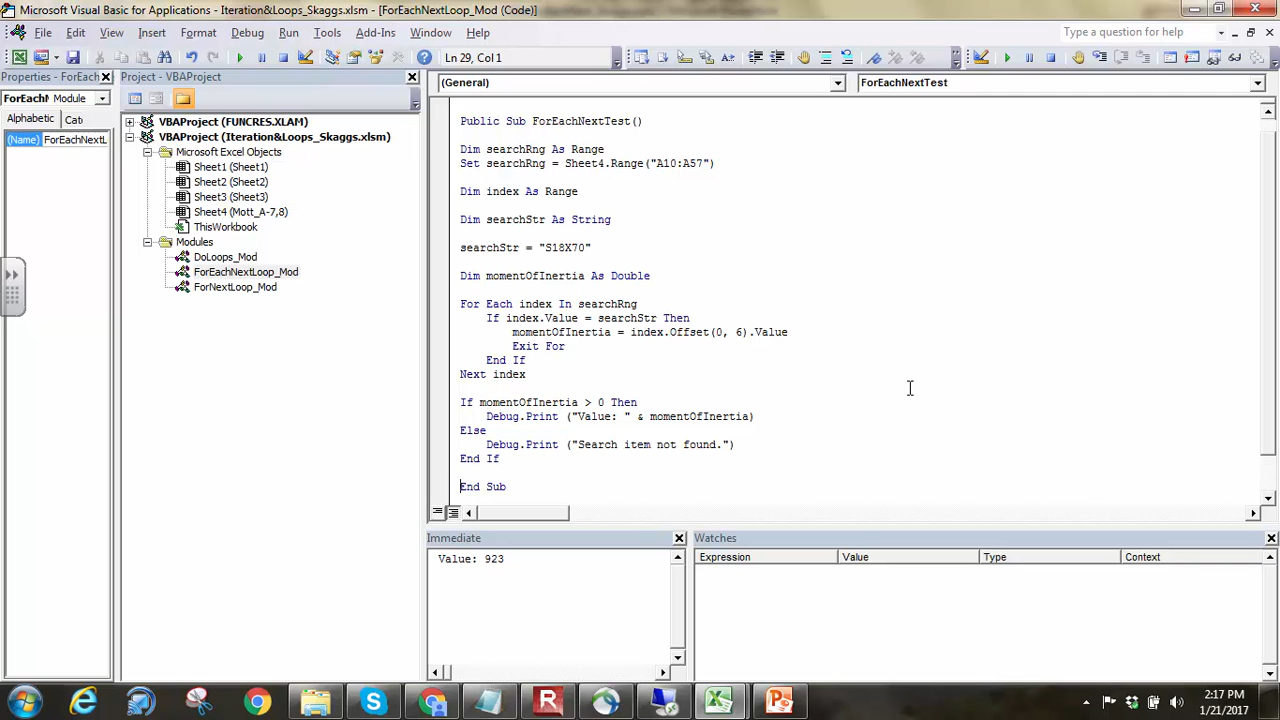 Microsoft Visual Basic for Applications - Iteration&Loops_Skaggs.xlsm - [ForEachNextLoop_Mod (Code)]
File Edit View Insert Format Debug Run Tools Add-Ins Window Help
Type a question for help
Ln 29, Col 1
Properties - ForEach
Project - VBAProject
ForEachN Module
Alphabetic Cat
(Name) ForEachNextL
VBAProject (FUNCRES.XLAM)
VBAProject (Iteration&Loops_Skaggs.xlsm)
Microsoft Excel Objects
Sheet1 (Sheet1)
Sheet2 (Sheet2)
Sheet3 (Sheet3)
Sheet4 (Mott_A-7,8)
ThisWorkbook
Modules
DoLoops_Mod
ForEachNextLoop_Mod
ForNextLoop_Mod
(General)
ForEachNextTest
Public Sub ForEachNextTest()
Dim searchRng As Range
Set searchRng = Sheet4.Range("A10:A57")
Dim index As Range
Dim searchStr As String
searchStr = "S18X70"
Dim momentOfInertia As Double
For Each index In searchRng
If index.Value = searchStr Then
momentOfInertia = index.Offset(0, 6).Value
Exit For
End If
Next index
If momentOfInertia > 0 Then
Debug.Print ("Value: " & momentOfInertia)
Else
Debug.Print ("Search item not found.")
End If
End Sub
Immediate
Value: 923
Watches
Expression Value Type Context
2:17 PM
1/21/2017